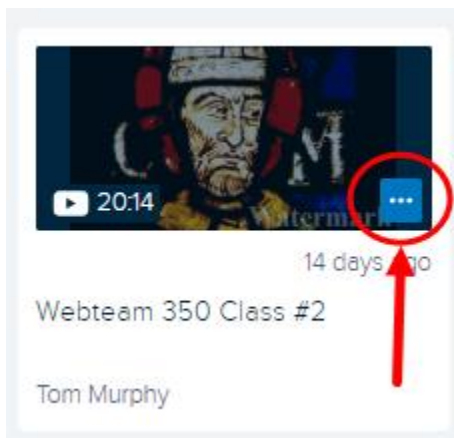 C M
20:14
Watermark
14 days ago
Webteam 350 Class #2
Tom Murphy